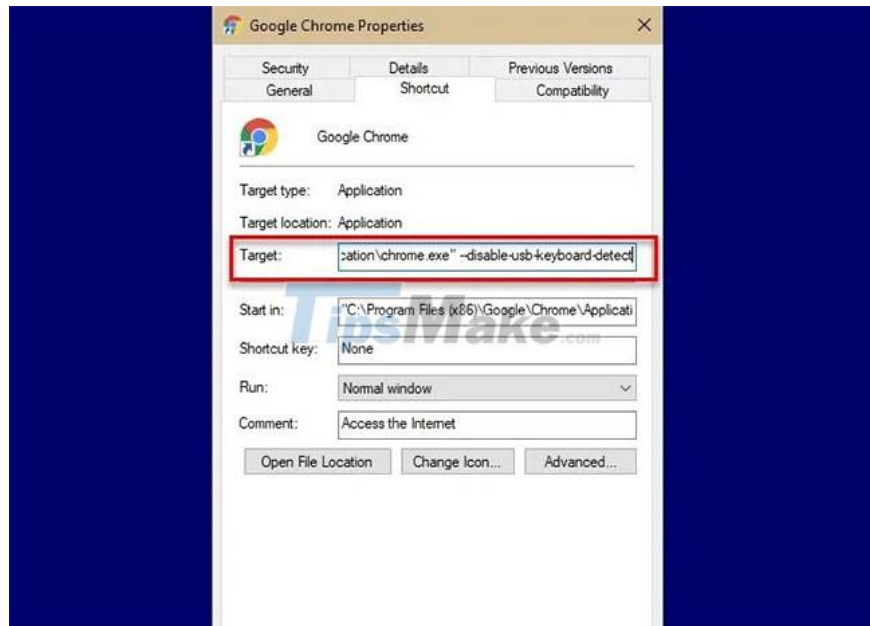 Google Chrome Properties
Security Details Previous Versions
General Shortcut Compatibility
Google Chrome
Target type: Application
Target location: Application
Target: cation\chrome.exe" --disable-usb-keyboard-detect
Start in: "C:\Program Files (x86)\Google\Chrome\Applicati
TipsMake.com
Shortcut key: None
Run: Normal window
Comment: Access the Internet
Open File Location Change Icon... Advanced...